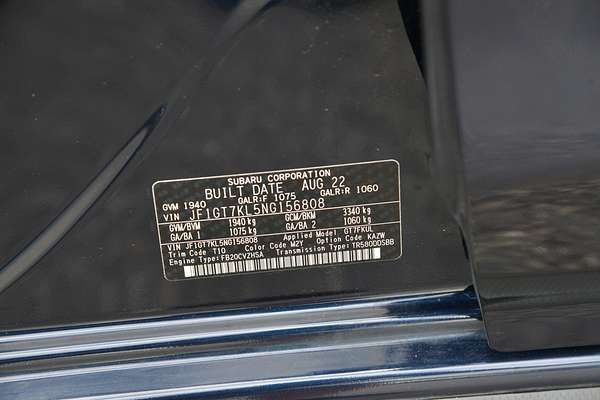 SUBARU CORPORATION
BUILT DATE AUG 22
GVM 1940 GALR:F 1075 GALR:R 1060
VIN JF1GT7KL5NG156808
GVM/BVM 1940 kg GCM/BKM 3340 kg
GA/BA 1 1075 kg GA/BA 2 1060 kg
VIN JF1GT7KL5NG156808 Applied Model GT7FKUL
Trim Code T10 Color Code M2Y Option Code KAZW
Engine Type: FB20CVZHSA Transmission Type: TR580DDSBB